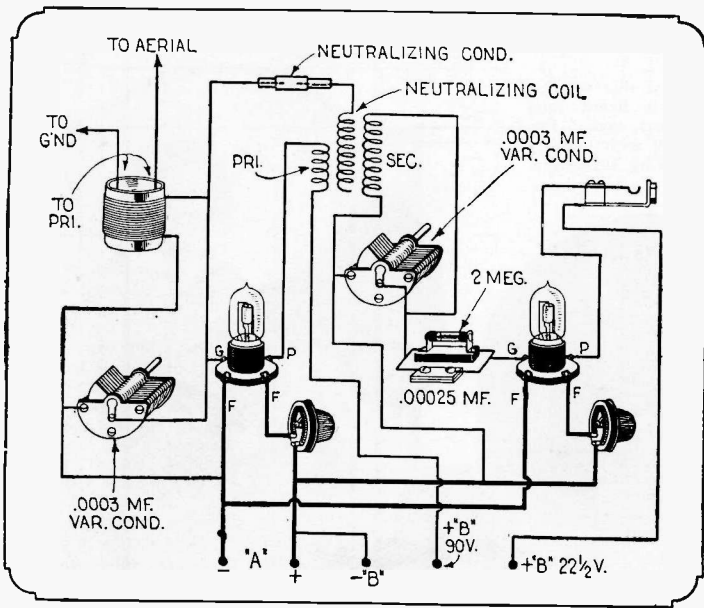 TO AERIAL
NEUTRALIZING COND.
NEUTRALIZING COIL
TO
G'ND
.0003 MF.
VAR. COND.
PRI.
SEC.
TO
PRI.
2 MEG.
G
P
G
P
.00025 MF.
F
F
F
F
.0003 MF.
VAR. COND.
+"B"
90V.
"A"
-
+
-"B"
+"B" 22½V.